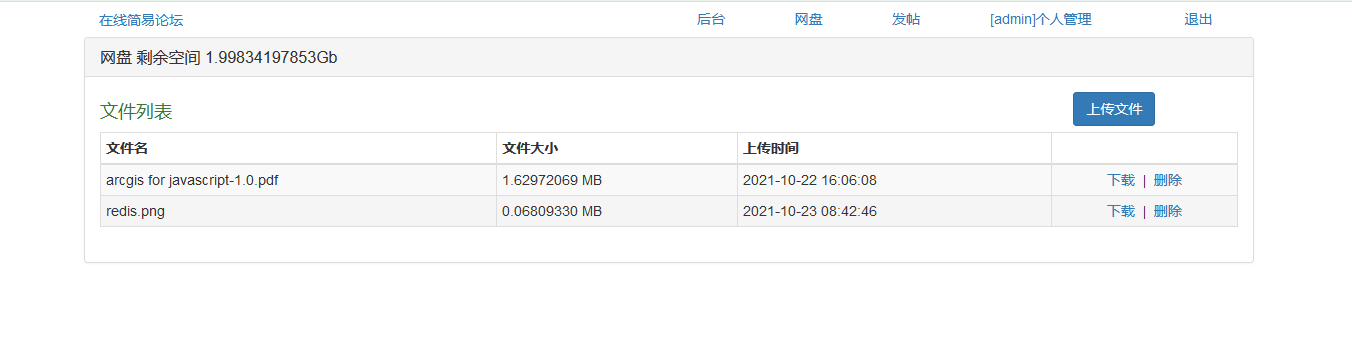 在线简易论坛 后台 网盘 发帖 [admin]个人管理 退出
网盘 剩余空间 1.99834197853Gb
文件列表 上传文件
文件名 文件大小 上传时间
arcgis for javascript-1.0.pdf 1.62972069 MB 2021-10-22 16:06:08 下载 | 删除
redis.png 0.06809330 MB 2021-10-23 08:42:46 下载 | 删除